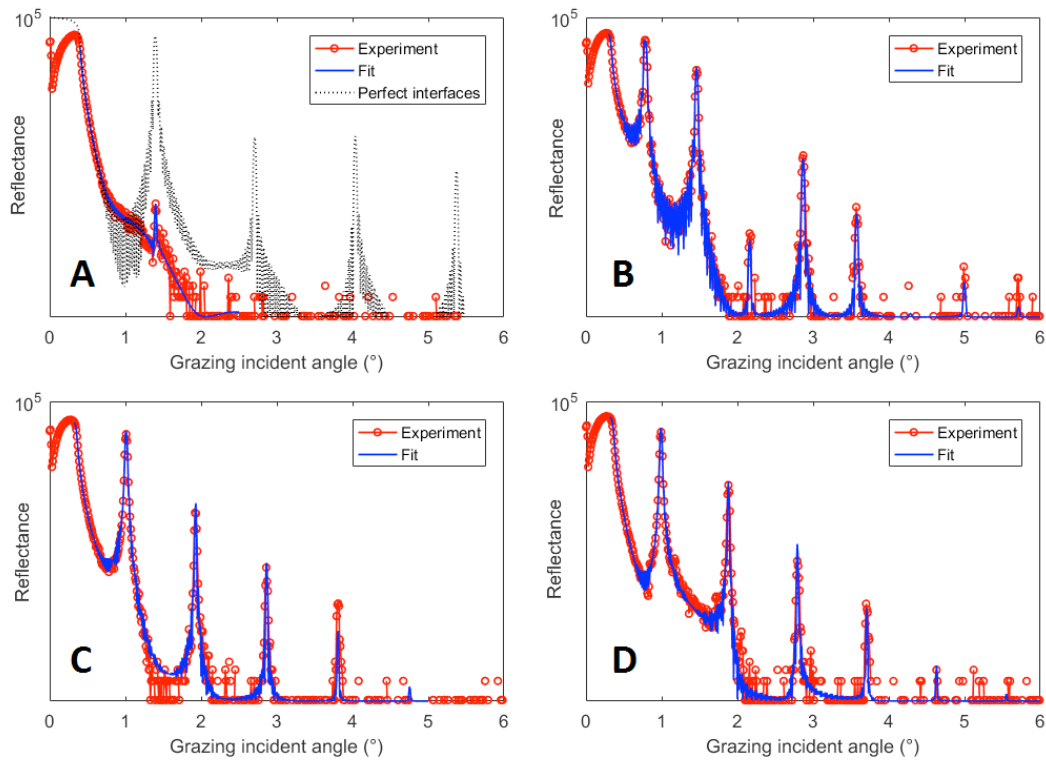 10^5
Experiment
Fit
Perfect interfaces
Reflectance
A
0 1 2 3 4 5 6
Grazing incident angle (°)
10^5
Experiment
Fit
Reflectance
B
0 1 2 3 4 5 6
Grazing incident angle (°)
10^5
Experiment
Fit
Reflectance
C
0 1 2 3 4 5 6
Grazing incident angle (°)
10^5
Experiment
Fit
Reflectance
D
0 1 2 3 4 5 6
Grazing incident angle (°)